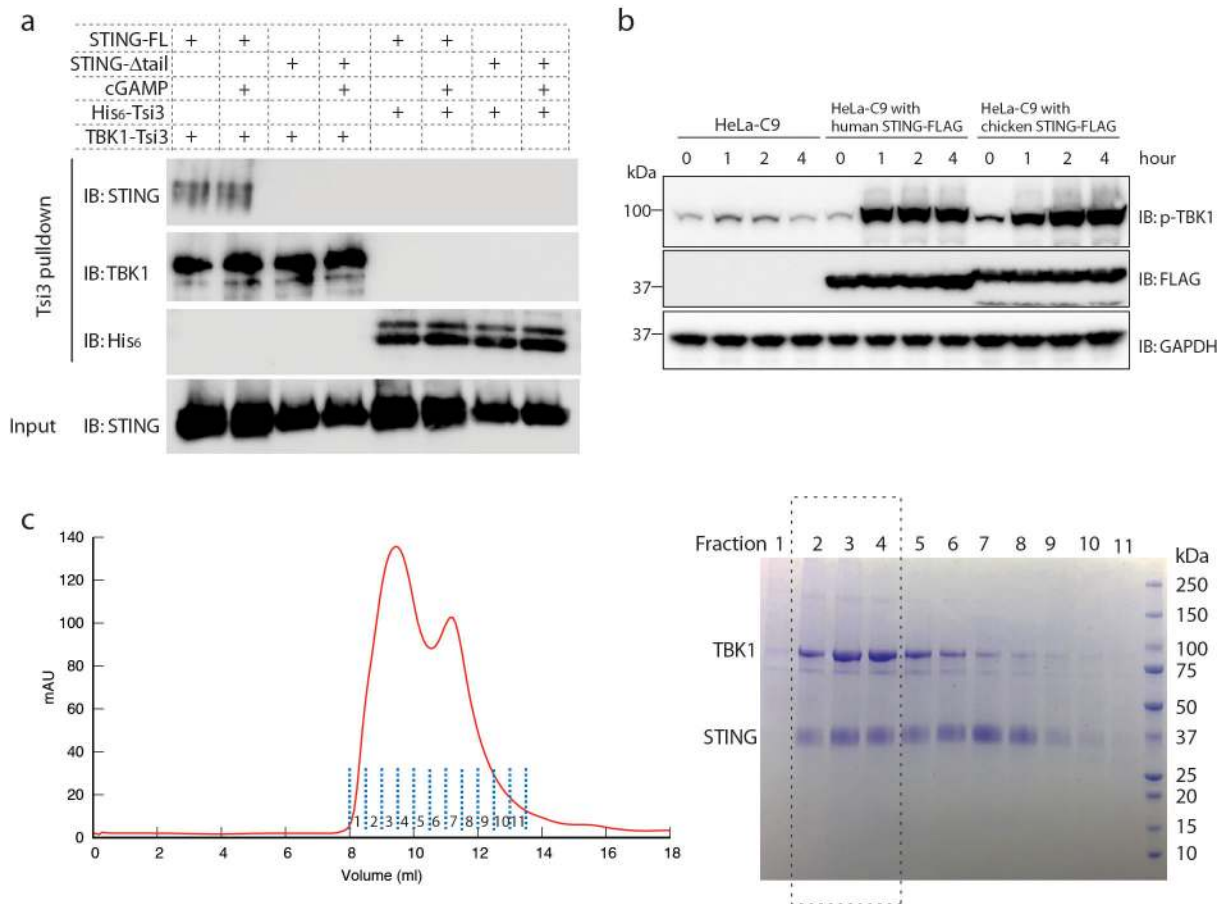 a
STING-FL + + + +
STING-Δtail + + + +
cGAMP + + + +
His6-Tsi3 + + + +
TBK1-Tsi3 + + + +
Tsi3 pulldown
IB: STING
IB: TBK1
IB: His6
Input IB: STING
b
HeLa-C9
HeLa-C9 with
human STING-FLAG
HeLa-C9 with
chicken STING-FLAG
0 1 2 4 0 1 2 4 0 1 2 4 hour
kDa
100 IB: p-TBK1
37 IB: FLAG
37 IB: GAPDH
c
140
120
100
80
60
40
20
0
mAU
1 2 3 4 5 6 7 8 9 10 11
0 2 4 6 8 10 12 14 16 18
Volume (ml)
Fraction 1 2 3 4 5 6 7 8 9 10 11 kDa
250
150
TBK1 100
75
50
STING 37
25
20
15
10